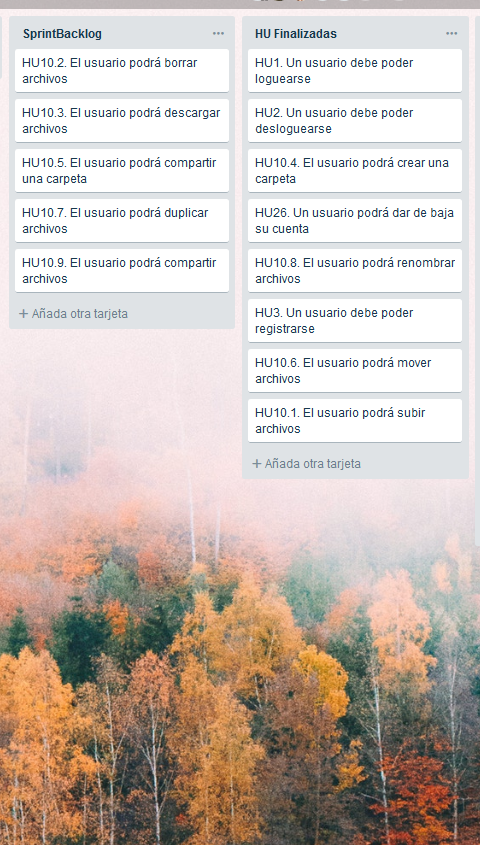 SprintBacklog
HU10.2. El usuario podrá borrar
archivos
HU10.3. El usuario podrá descargar
archivos
HU10.5. El usuario podrá compartir
una carpeta
HU10.7. El usuario podrá duplicar
archivos
HU10.9. El usuario podrá compartir
archivos
+ Añada otra tarjeta
HU Finalizadas
HU1. Un usuario debe poder
loguearse
HU2. Un usuario debe poder
desloguearse
HU10.4. El usuario podrá crear una
carpeta
HU26. Un usuario podrá dar de baja
su cuenta
HU10.8. El usuario podrá renombrar
archivos
HU3. Un usuario debe poder
registrarse
HU10.6. El usuario podrá mover
archivos
HU10.1. El usuario podrá subir
archivos
+ Añada otra tarjeta